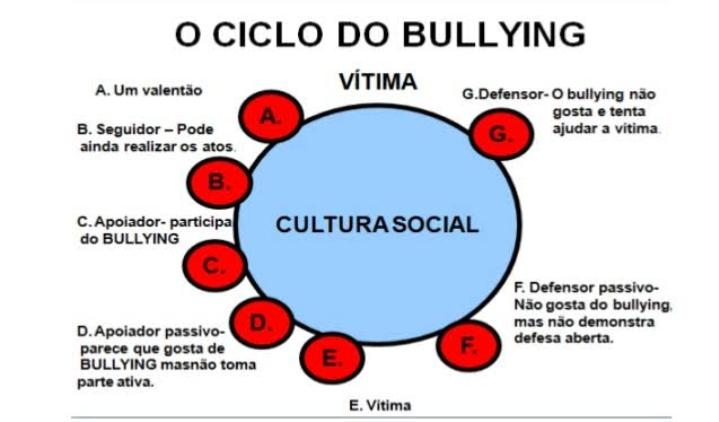 O CICLO DO BULLYING
VÍTIMA
A. Um valentão
G.Defensor- O bullying não
gosta e tenta
ajudar a vítima.
A.
G.
B. Seguidor – Pode
ainda realizar os atos.
B.
C. Apoiador- participa
do BULLYING
CULTURA SOCIAL
C.
F. Defensor passivo-
Não gosta do bullying,
mas não demonstra
defesa aberta.
D.
D. Apoiador passivo-
parece que gosta de
BULLYING masnão toma
parte ativa.
E.
F.
E. Vítima